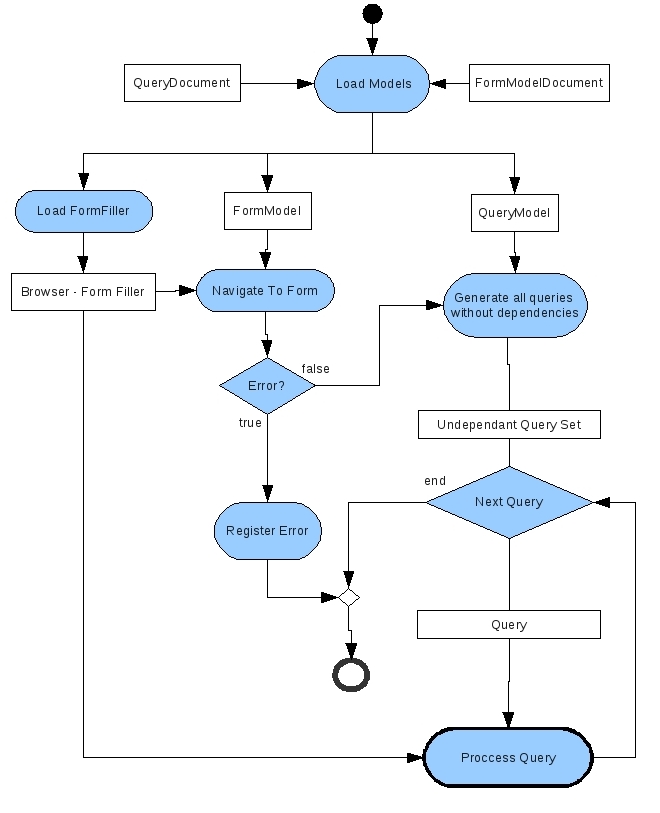 QueryDocument
Load Models
FormModelDocument
Load FormFiller
FormModel
QueryModel
Browser - Form Filler
Navigate To Form
Generate all queries
without dependencies
false
Error?
true
Undependant Query Set
end
Next Query
Register Error
Query
Proccess Query